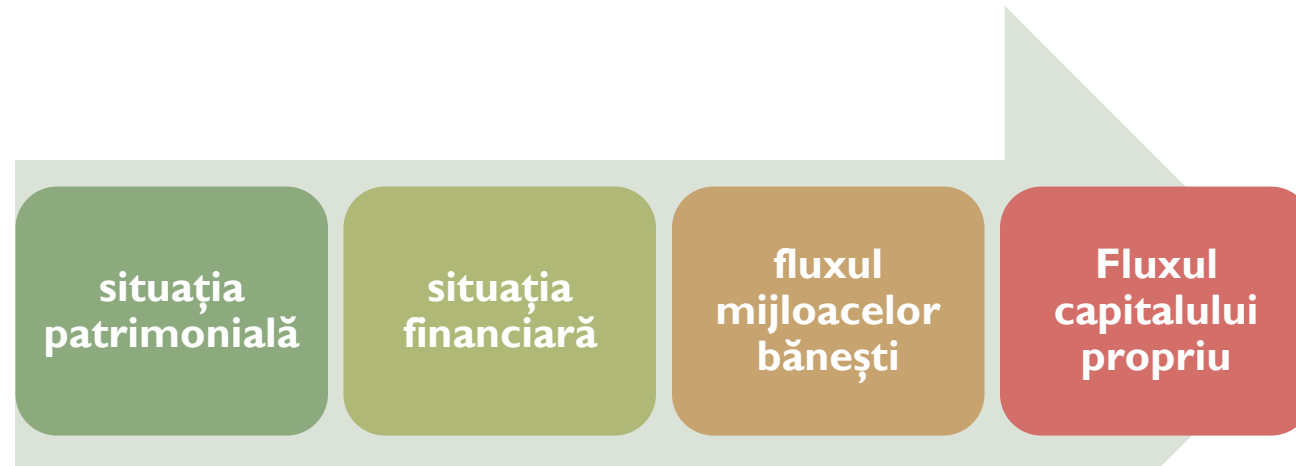 situația
patrimonială
situația
financiară
fluxul
mijloacelor
bănești
Fluxul
capitalului
propriu